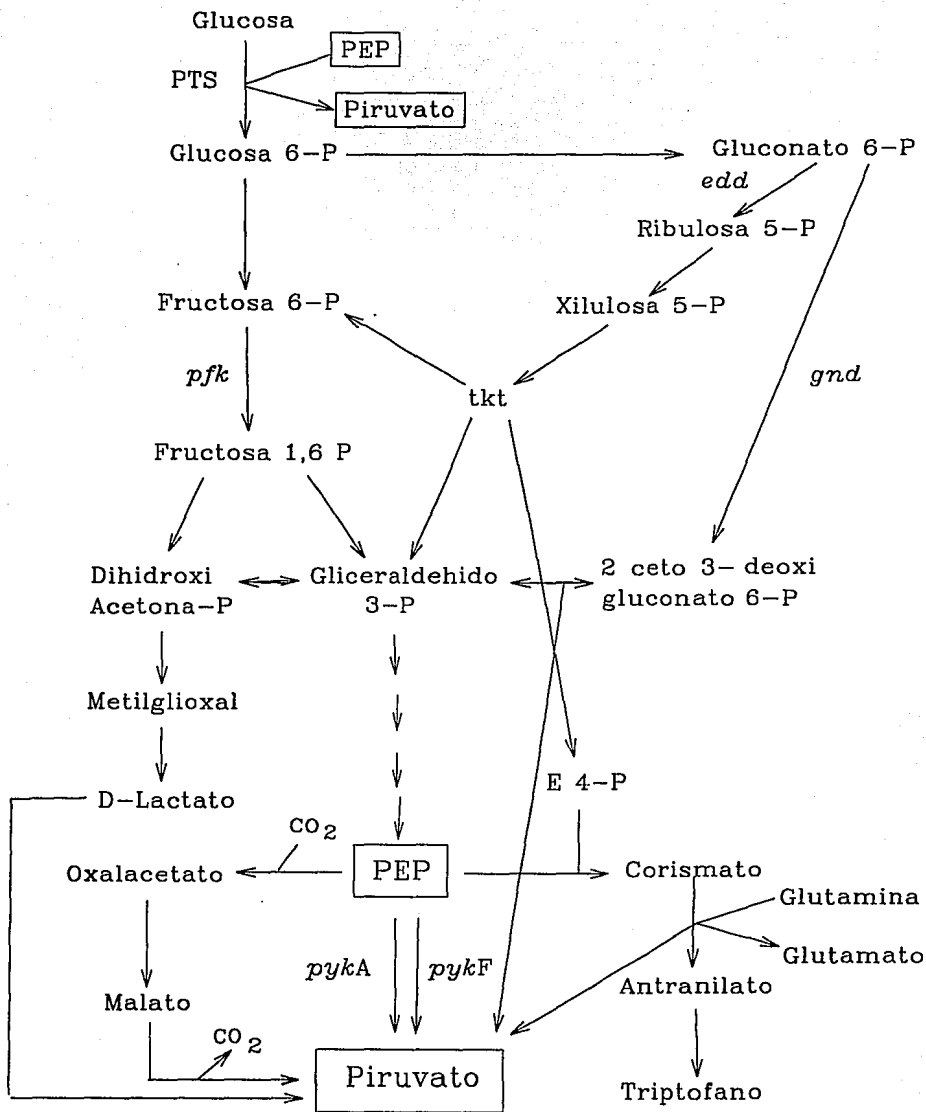 Glucosa
PEP
PTS
Piruvato
Glucosa 6-P
Gluconato 6-P
edd
Ribulosa 5-P
Fructosa 6-P
Xilulosa 5-P
pfk
tkt
gnd
Fructosa 1,6 P
Dihidroxi
Acetona-P
Gliceraldehido
3-P
2 ceto 3- deoxi
gluconato 6-P
Metilglioxal
E 4-P
D-Lactato
CO2
Oxalacetato
PEP
Corismato
Glutamina
Glutamato
pykA
pykF
Antranilato
Malato
CO2
Piruvato
Triptofano